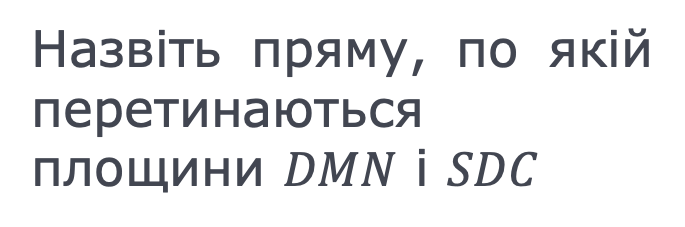 Назвіть пряму, по якій
перетинаються
площини DMN і SDC